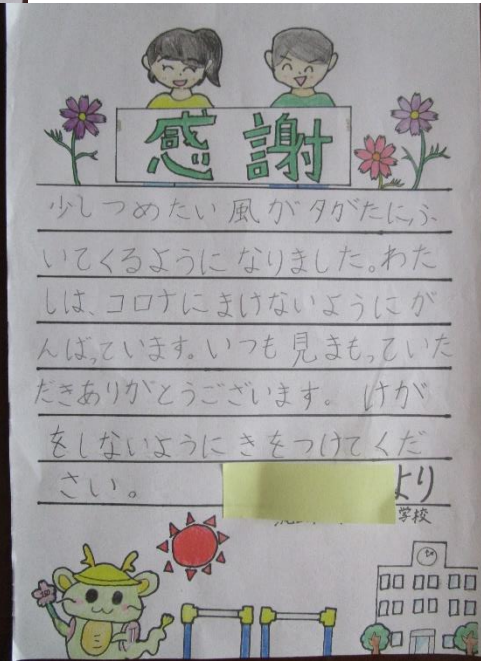 感謝
少しつめたい風が夕がたに、ふ
いてくるようになりました。わた
しは、コロナにまけないようにが
んばっています。いつも見まもっていた
だきありがとうございます。けが
をしないようにきをつけてくだ
さい。
より
学校